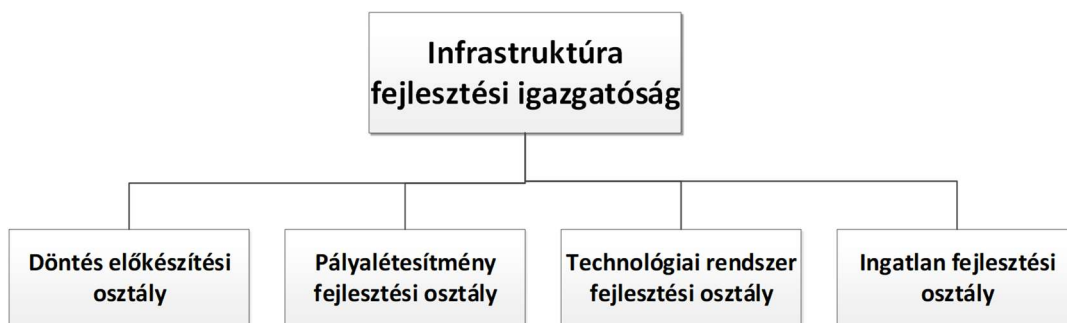 Infrastruktúra
fejlesztési igazgatóság
Döntés előkészítési
osztály
Pályalétesítmény
fejlesztési osztály
Technológiai rendszer
fejlesztési osztály
Ingatlan fejlesztési
osztály